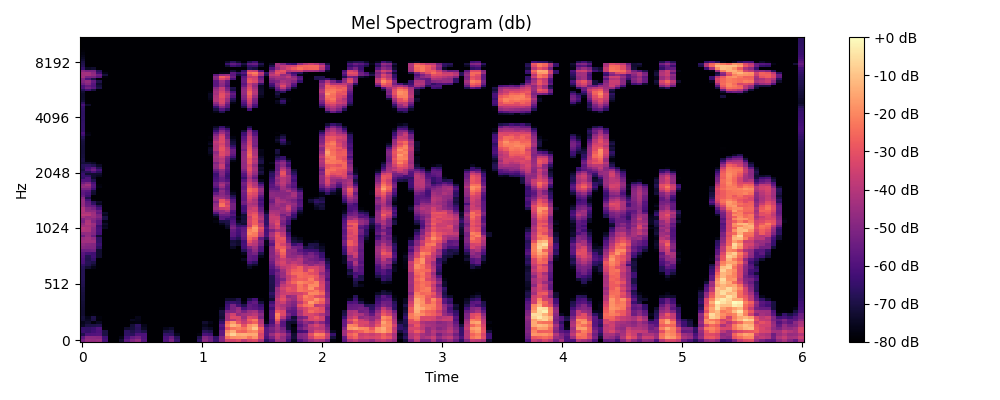 Mel Spectrogram (db)
8192
4096
2048
1024
512
0
Hz
0 1 2 3 4 5 6
Time
+0 dB
-10 dB
-20 dB
-30 dB
-40 dB
-50 dB
-60 dB
-70 dB
-80 dB